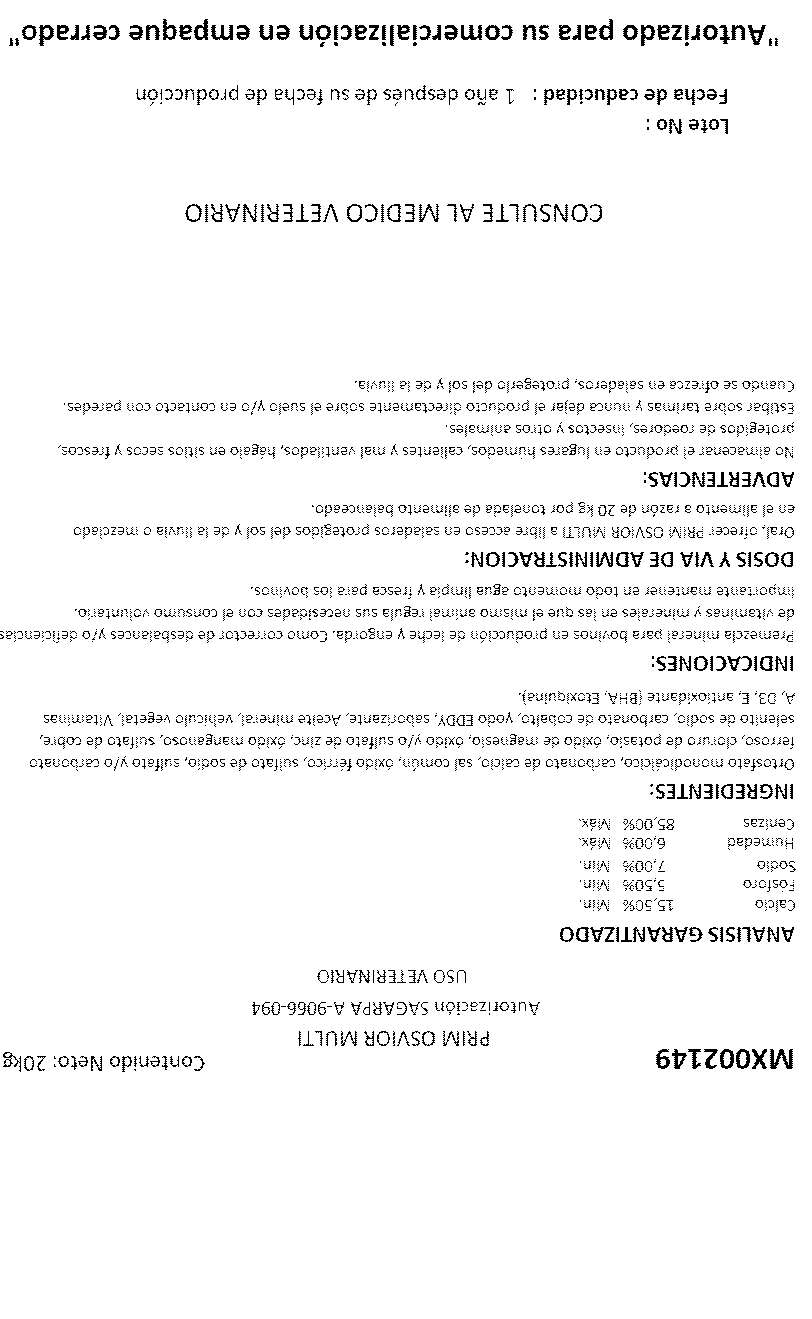 MX002149
Contenido Neto: 20kg
PRIM OSVIOR MULTI
Autorización SAGARPA A-9066-094
USO VETERINARIO
ANALISIS GARANTIZADO
Calcio 15,50% Min.
Fósforo 5,50% Min.
Sodio 7,00% Min.
Humedad 6,00% Máx.
Cenizas 85,00% Máx.
INGREDIENTES:
Ortosfato monodicálcico, carbonato de calcio, sal común, óxido férrico, sulfato de sodio, sulfato y/o carbonato
ferroso, cloruro de potasio, óxido de magnesio, óxido y/o sulfato de zinc, óxido manganoso, sulfato de cobre,
selenito de sodio, carbonato de cobalto, yodo EDDY, saborizante, Aceite mineral, vehiculo vegetal, Vitaminas
A, D3, E, antioxidante (BHA, Etoxiquina).
INDICACIONES:
Premezcla mineral para bovinos en producción de leche y engorda. Como corrector de desbalances y/o deficiencias
de vitaminas y minerales en las que el mismo animal regula sus necesidades con el consumo voluntario.
Importante mantener en todo momento agua limpia y fresca para los bovinos.
DOSIS Y VIA DE ADMINISTRACION:
Oral, ofrecer PRIM OSVIOR MULTI a libre acceso en saladeros protegidos del sol y de la lluvia o mezclado
en el alimento a razón de 20 kg por tonelada de alimento balanceado.
ADVERTENCIAS:
No almacenar el producto en lugares humedos, calientes y mal ventilados, hágalo en sitios secos y frescos,
protegidos de roedores, insectos y otros animales.
Estibar sobre tarimas y nunca dejar el producto directamente sobre el suelo y/o en contacto con paredes.
Cuando se ofrezca en saladeros, protegerlo del sol y de la lluvia.
CONSULTE AL MEDICO VETERINARIO
Lote No :
Fecha de caducidad : 1 año después de su fecha de producción
"Autorizado para su comercialización en empaque cerrado"